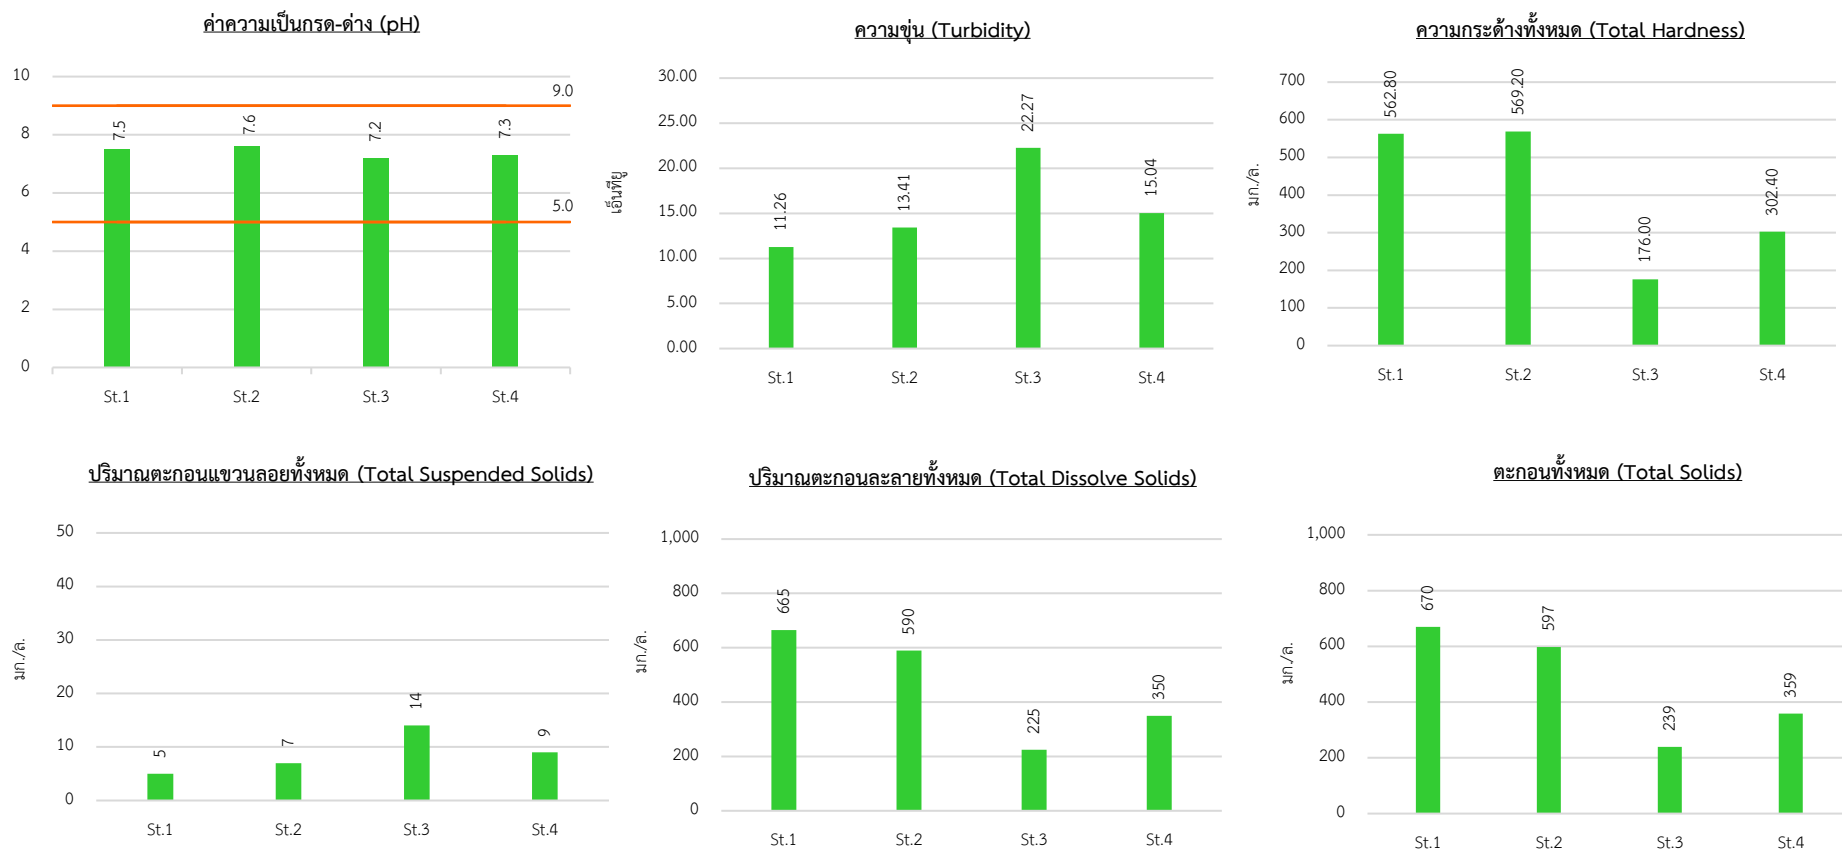 ค่าความเป็นกรด-ด่าง (pH)
10
8
6
4
2
0
9.0
5.0
7.5
7.6
7.2
7.3
St.1
St.2
St.3
St.4
ความขุ่น (Turbidity)
เอ็นทียู
30.00
25.00
20.00
15.00
10.00
5.00
0.00
11.26
13.41
22.27
15.04
St.1
St.2
St.3
St.4
ความกระด้างทั้งหมด (Total Hardness)
มก./ล.
700
600
500
400
300
200
100
0
562.80
569.20
176.00
302.40
St.1
St.2
St.3
St.4
ปริมาณตะกอนแขวนลอยทั้งหมด (Total Suspended Solids)
มก./ล.
50
40
30
20
10
0
5
7
14
9
St.1
St.2
St.3
St.4
ปริมาณตะกอนละลายทั้งหมด (Total Dissolve Solids)
มก./ล.
1,000
800
600
400
200
0
665
590
225
350
St.1
St.2
St.3
St.4
ตะกอนทั้งหมด (Total Solids)
มก./ล.
1,000
800
600
400
200
0
670
597
239
359
St.1
St.2
St.3
St.4